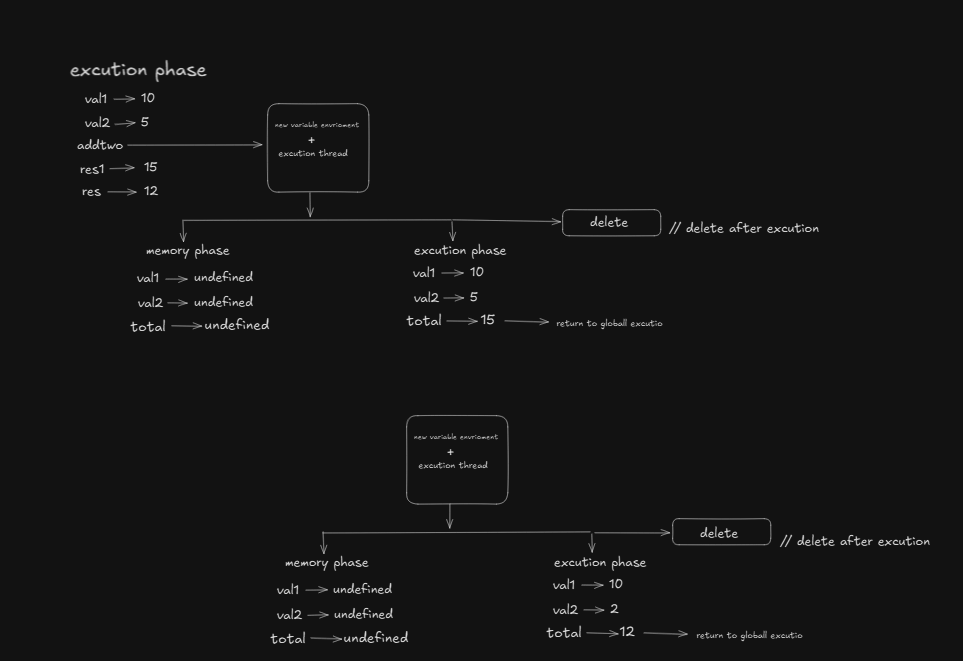 excution phase
val1 → 10
val2 → 5
addtwo →
res1 → 15
res → 12
new variable envrioment
+
excution thread
delete
// delete after excution
memory phase
val1 → undefined
val2 → undefined
total → undefined
excution phase
val1 → 10
val2 → 5
total → 15 → return to globall excutio
new variable envrioment
+
excution thread
delete
// delete after excution
memory phase
val1 → undefined
val2 → undefined
total → undefined
excution phase
val1 → 10
val2 → 2
total → 12 → return to globall excutio